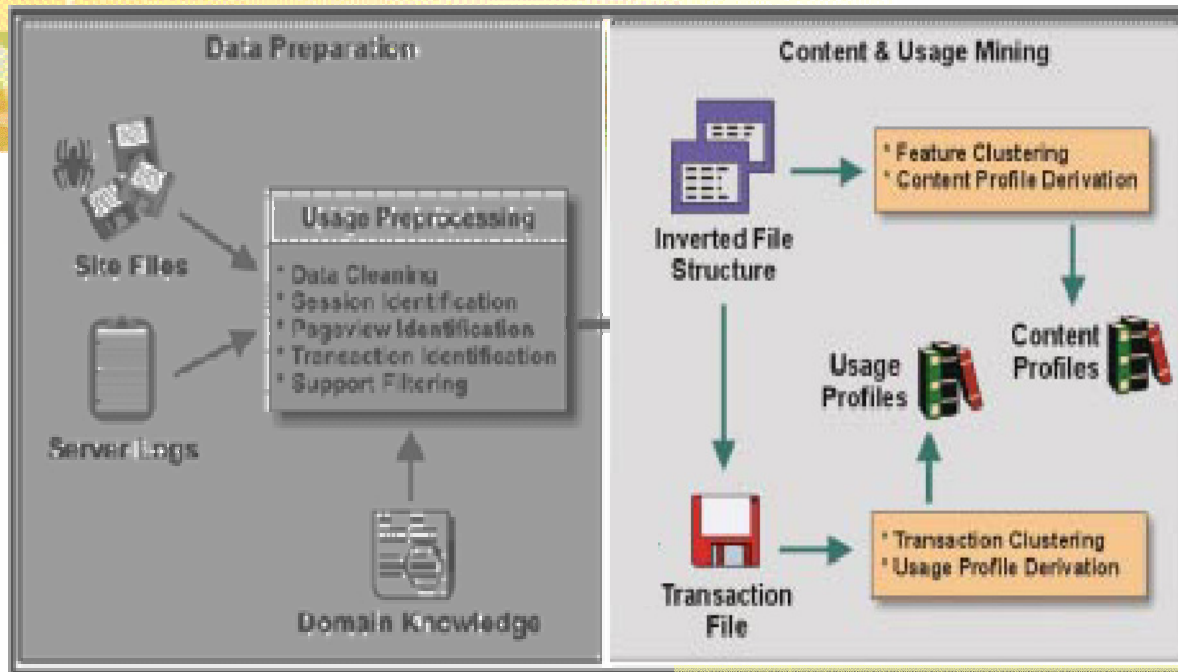 Data Preparation
Site Files
Server Logs
Usage Preprocessing
* Data Cleaning
* Session Identification
* Pageview Identification
* Transaction Identification
* Support Filtering
Domain Knowledge
Content & Usage Mining
Inverted File
Structure
* Feature Clustering
* Content Profile Derivation
Content
Profiles
Usage
Profiles
Transaction
File
* Transaction Clustering
* Usage Profile Derivation